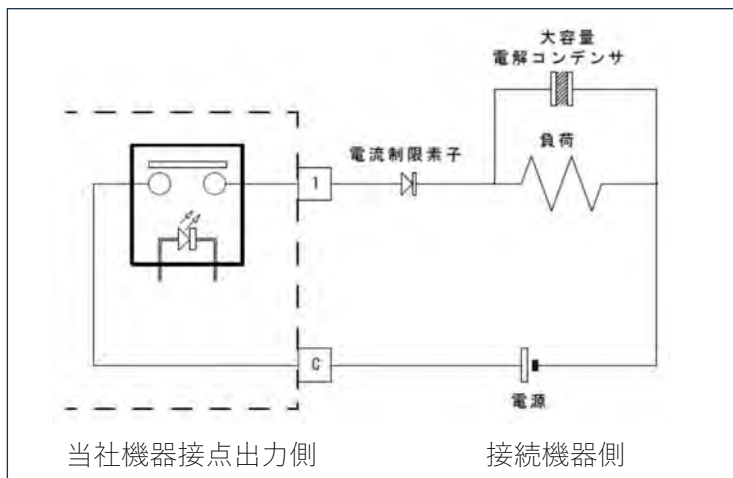 大容量
電解コンデンサ
電流制限素子
負荷
1
C
電源
当社機器接点出力側
接続機器側